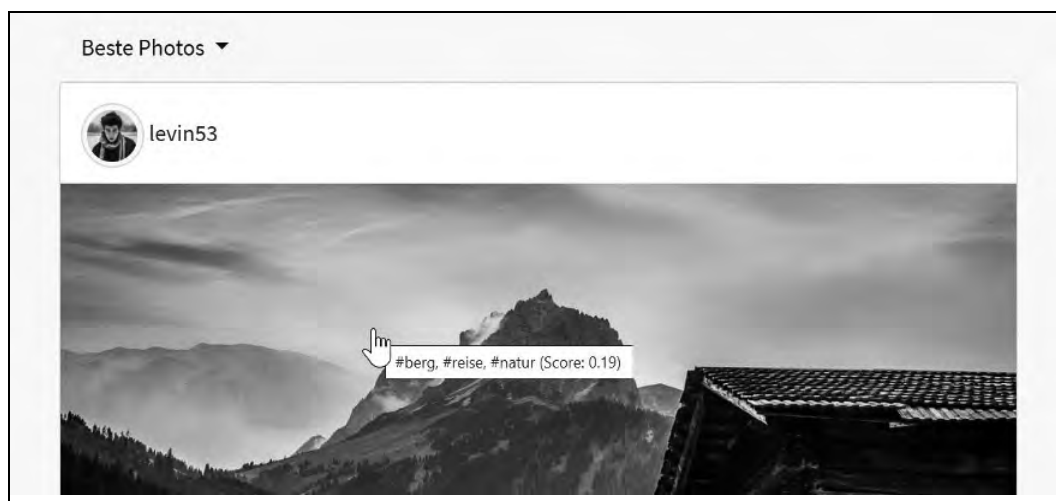 Beste Photos
levin53
#berg, #reise, #natur (Score: 0.19)